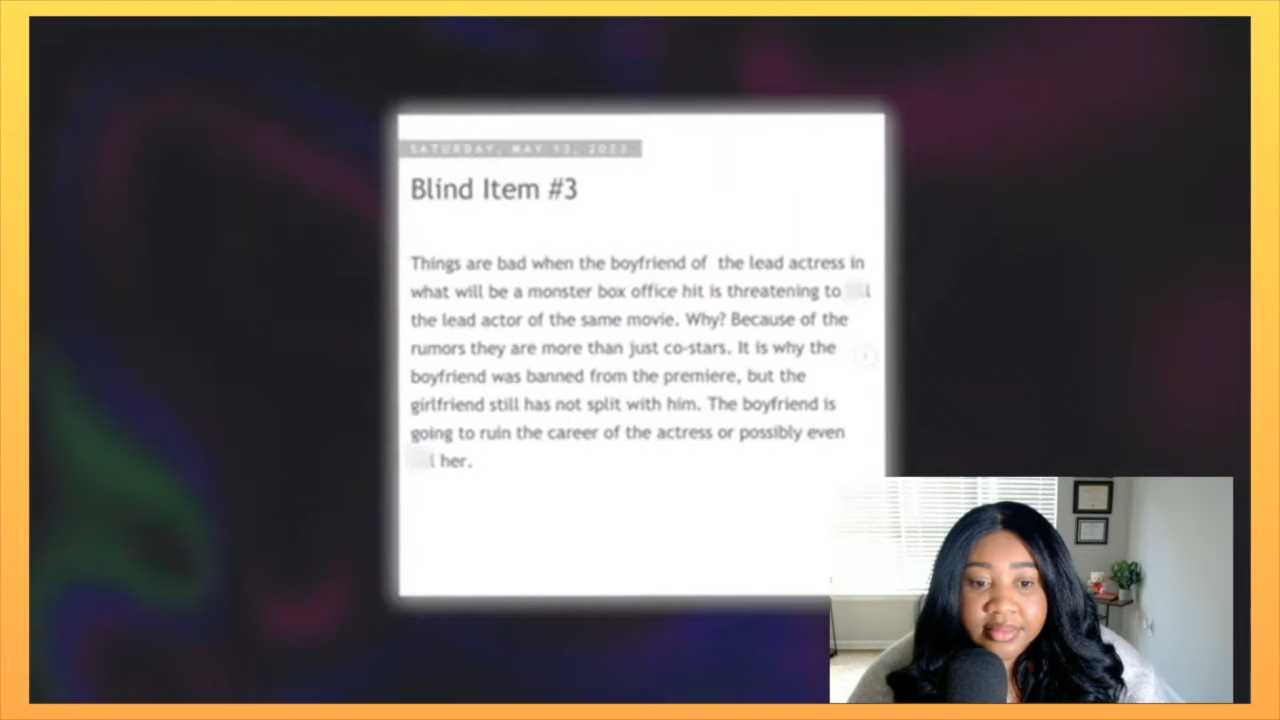 SATURDAY, MAY 13, 2023
Blind Item #3
Things are bad when the boyfriend of the lead actress in
what will be a monster box office hit is threatening to
the lead actor of the same movie. Why? Because of the
rumors they are more than just co-stars. It is why the
boyfriend was banned from the premiere, but the
girlfriend still has not split with him. The boyfriend is
going to ruin the career of the actress or possibly even
her.